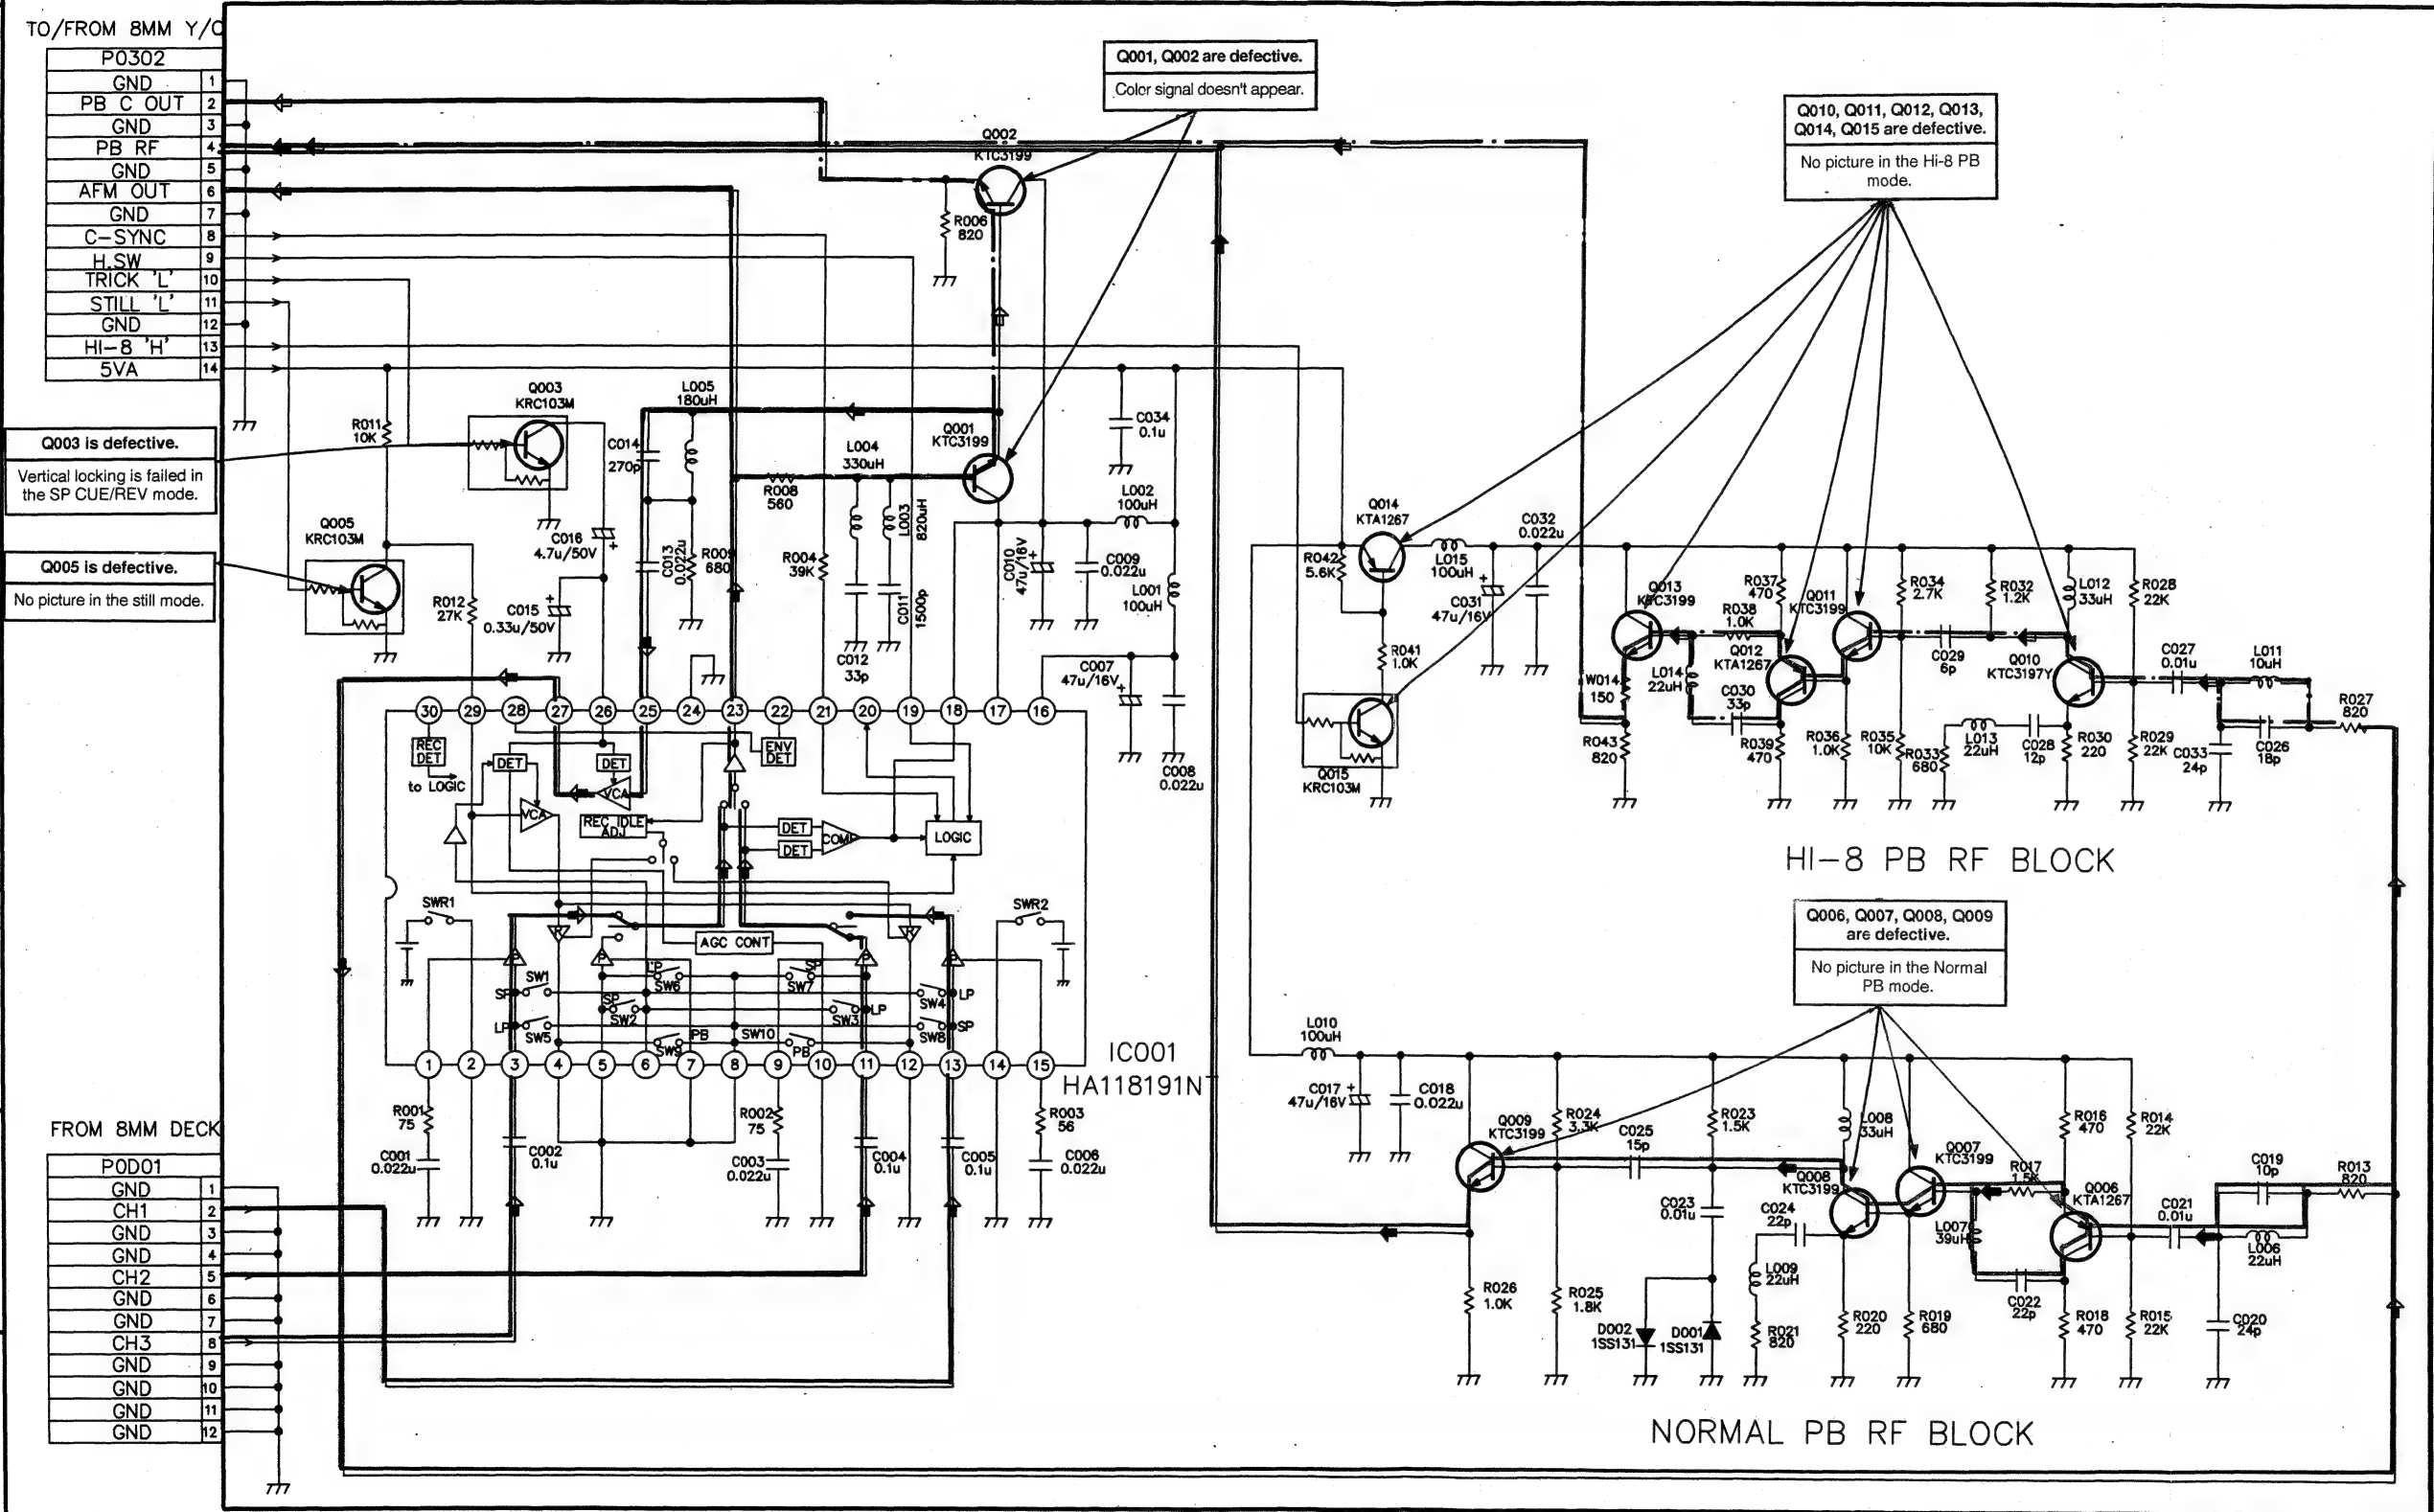 TO/FROM 8MM Y/C
P0302
GND 1
PB C OUT 2
GND 3
PB RF 4
GND 5
AFM OUT 6
GND 7
C-SYNC 8
H.SW 9
TRICK 'L' 10
STILL 'L' 11
GND 12
HI-8 'H' 13
5VA 14
Q001, Q002 are defective.
Color signal doesn't appear.
Q010, Q011, Q012, Q013,
Q014, Q015 are defective.
No picture in the Hi-8 PB
mode.
Q003 is defective.
Vertical locking is failed in
the SP CUE/REV mode.
Q005 is defective.
No picture in the still mode.
Q002
KTC3199
R006
820
Q003
KRC103M
R011
10K
L005
180uH
C014
270p
L004
330uH
Q001
KTC3199
C034
0.1u
R008
560
L003
820uH
L002
100uH
Q005
KRC103M
C016
4.7u/50V
C013
0.022u
R009
680
R004
39K
C010
47u/16V
C009
0.022u
L001
100uH
R012
27K
C015
0.33u/50V
C011
1500p
C012
33p
C007
47u/16V
C008
0.022u
Q014
KTA1267
R042
5.6K
L015
100uH
C032
0.022u
C031
47u/16V
R041
1.0K
Q015
KRC103M
Q013
KRC3199
R037
470
R038
1.0K
Q011
KTC3199
R034
2.7K
R032
1.2K
L012
33uH
R028
22K
Q012
KTA1267
C029
6p
Q010
KTC3197Y
C027
0.01u
L011
10uH
W014
150
L014
22uH
C030
33p
R027
820
R043
820
R039
470
R036
1.0K
R035
10K
R033
680
L013
22uH
C028
12p
R030
220
R029
22K
C033
24p
C026
18p
HI-8 PB RF BLOCK
30 29 28 27 26 25 24 23 22 21 20 19 18 17 16
REC
DET
to LOGIC
DET
DET
VCA
VCA
ENV
DET
REC IDLE
ADJ
DET
DET
COMP
LOGIC
SWR1
SWR2
R
R
AGC CONT
P
P
P
P
SW1
SP
LP
SW6
SP
SW7
SW4
LP
SP
SW2
SW3
LP
LP
SW5
SW9
PB
SW10
PB
SW8
SP
1 2 3 4 5 6 7 8 9 10 11 12 13 14 15
IC001
HA118191NT
R001
75
C001
0.022u
C002
0.1u
R002
75
C003
0.022u
C004
0.1u
C005
0.1u
R003
56
C006
0.022u
FROM 8MM DECK
P0D01
GND 1
CH1 2
GND 3
GND 4
CH2 5
GND 6
GND 7
CH3 8
GND 9
GND 10
GND 11
GND 12
Q006, Q007, Q008, Q009
are defective.
No picture in the Normal
PB mode.
L010
100uH
C017
47u/16V
C018
0.022u
Q009
KTC3199
R024
3.3K
C025
15p
R023
1.5K
L008
33uH
Q007
KTC3199
R016
470
R014
22K
Q008
KTC3199
R017
1.5K
Q006
KTA1267
C019
10p
R013
820
C023
0.01u
C024
22p
L007
39uH
C021
0.01u
L006
22uH
R026
1.0K
R025
1.8K
D002
1SS131
D001
1SS131
L009
22uH
R021
820
R020
220
R019
680
C022
22p
R018
470
R015
22K
C020
24p
NORMAL PB RF BLOCK